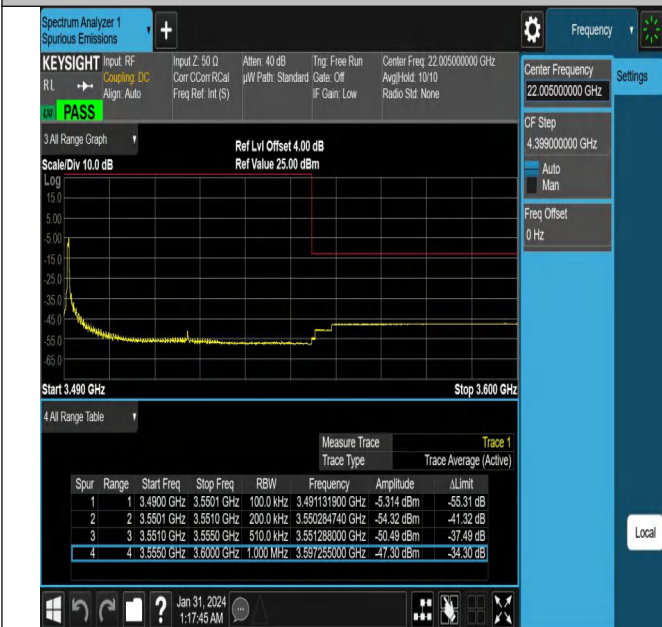 Spectrum Analyzer 1
Spurious Emissions
Frequency
KEYSIGHT Input: RF Input Z: 50 Ω Atten: 40 dB Trig: Free Run Center Freq: 22.005000000 GHz
RL Coupling: DC Corr CCorr RCal µW Path: Standard Gate: Off Avg|Hold: 10/10
Align: Auto Freq Ref: Int (S) IF Gain: Low Radio Std: None
PASS
Center Frequency
22.005000000 GHz
Settings
CF Step
4.399000000 GHz
Auto
Man
Freq Offset
0 Hz
3 All Range Graph
Ref Lvl Offset 4.00 dB
Scale/Div 10.0 dB Ref Value 25.00 dBm
Log
15.0
5.00
-5.00
-15.0
-25.0
-35.0
-45.0
-55.0
-65.0
Start 3.490 GHz Stop 3.600 GHz
4 All Range Table
Measure Trace Trace 1
Trace Type Trace Average (Active)
Spur Range Start Freq Stop Freq RBW Frequency Amplitude ΔLimit
1 1 3.4900 GHz 3.5501 GHz 100.0 kHz 3.491131900 GHz -5.314 dBm -55.31 dB
2 2 3.5501 GHz 3.5510 GHz 200.0 kHz 3.550284740 GHz -54.32 dBm -41.32 dB
3 3 3.5510 GHz 3.5550 GHz 510.0 kHz 3.551288000 GHz -50.49 dBm -37.49 dB
4 4 3.5550 GHz 3.6000 GHz 1.000 MHz 3.597255000 GHz -47.30 dBm -34.30 dB
Local
Jan 31, 2024
1:17:45 AM